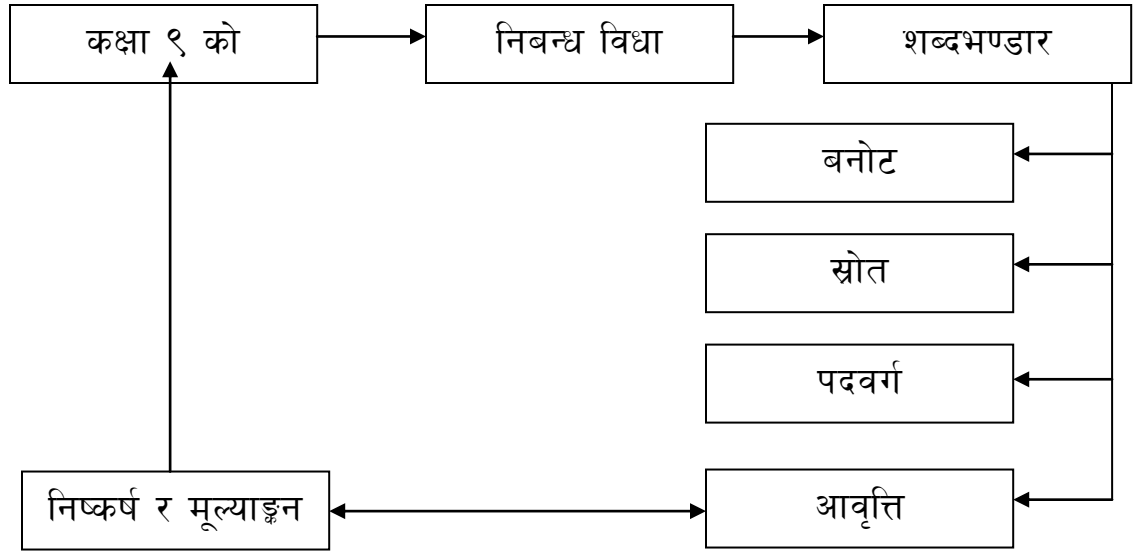 कक्षा ९ को
निबन्ध विधा
शब्दभण्डार
बनोट
स्रोत
पदवर्ग
निष्कर्ष र मूल्याङ्कन
आवृत्ति